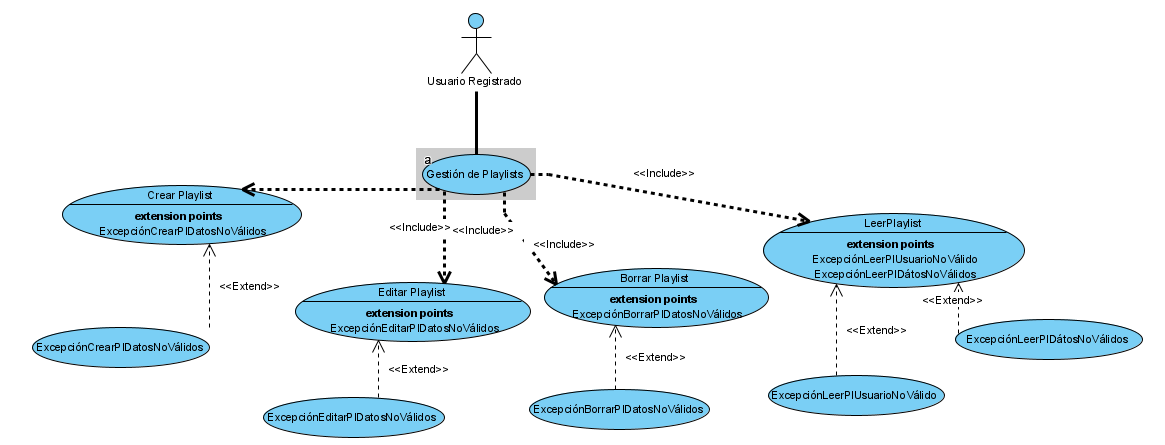 Usuario Registrado
a
Gestión de Playlists
<<Include>>
Crear Playlist
extension points
ExcepciónCrearPlDatosNoVálidos
<<Include>>
<<Include>>
<<Include>>
LeerPlaylist
extension points
ExcepciónLeerPlUsuarioNoVálido
ExcepciónLeerPlDátosNoVálidos
Editar Playlist
extension points
ExcepciónEditarPlDatosNoVálidos
Borrar Playlist
extension points
ExcepciónBorrarPlDatosNoVálidos
<<Extend>>
<<Extend>>
<<Extend>>
<<Extend>>
<<Extend>>
ExcepciónCrearPlDatosNoVálidos
ExcepciónLeerPlDátosNoVálidos
ExcepciónLeerPlUsuarioNoVálido
ExcepciónEditarPlDatosNoVálidos
ExcepciónBorrarPlDatosNoVálidos